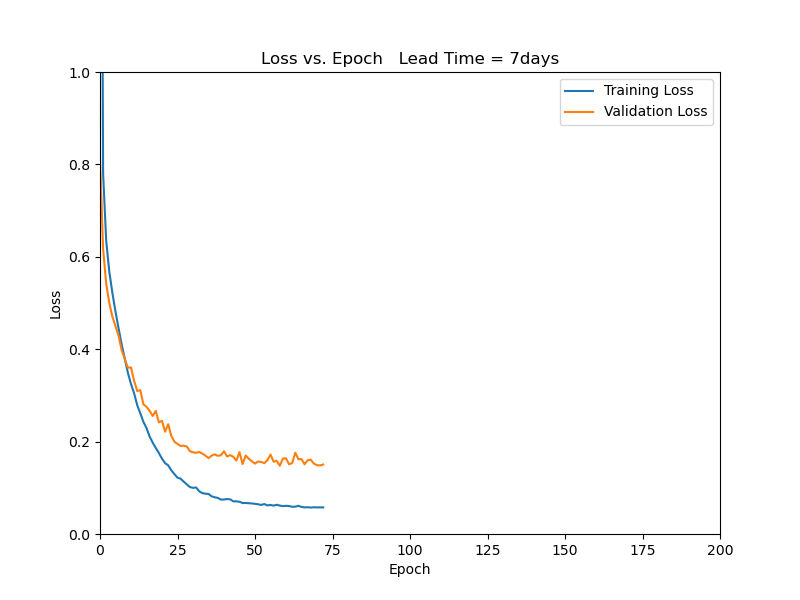 Loss vs. Epoch   Lead Time = 7days
Training Loss
Validation Loss
Loss
1.0
0.8
0.6
0.4
0.2
0.0
0 25 50 75 100 125 150 175 200
Epoch